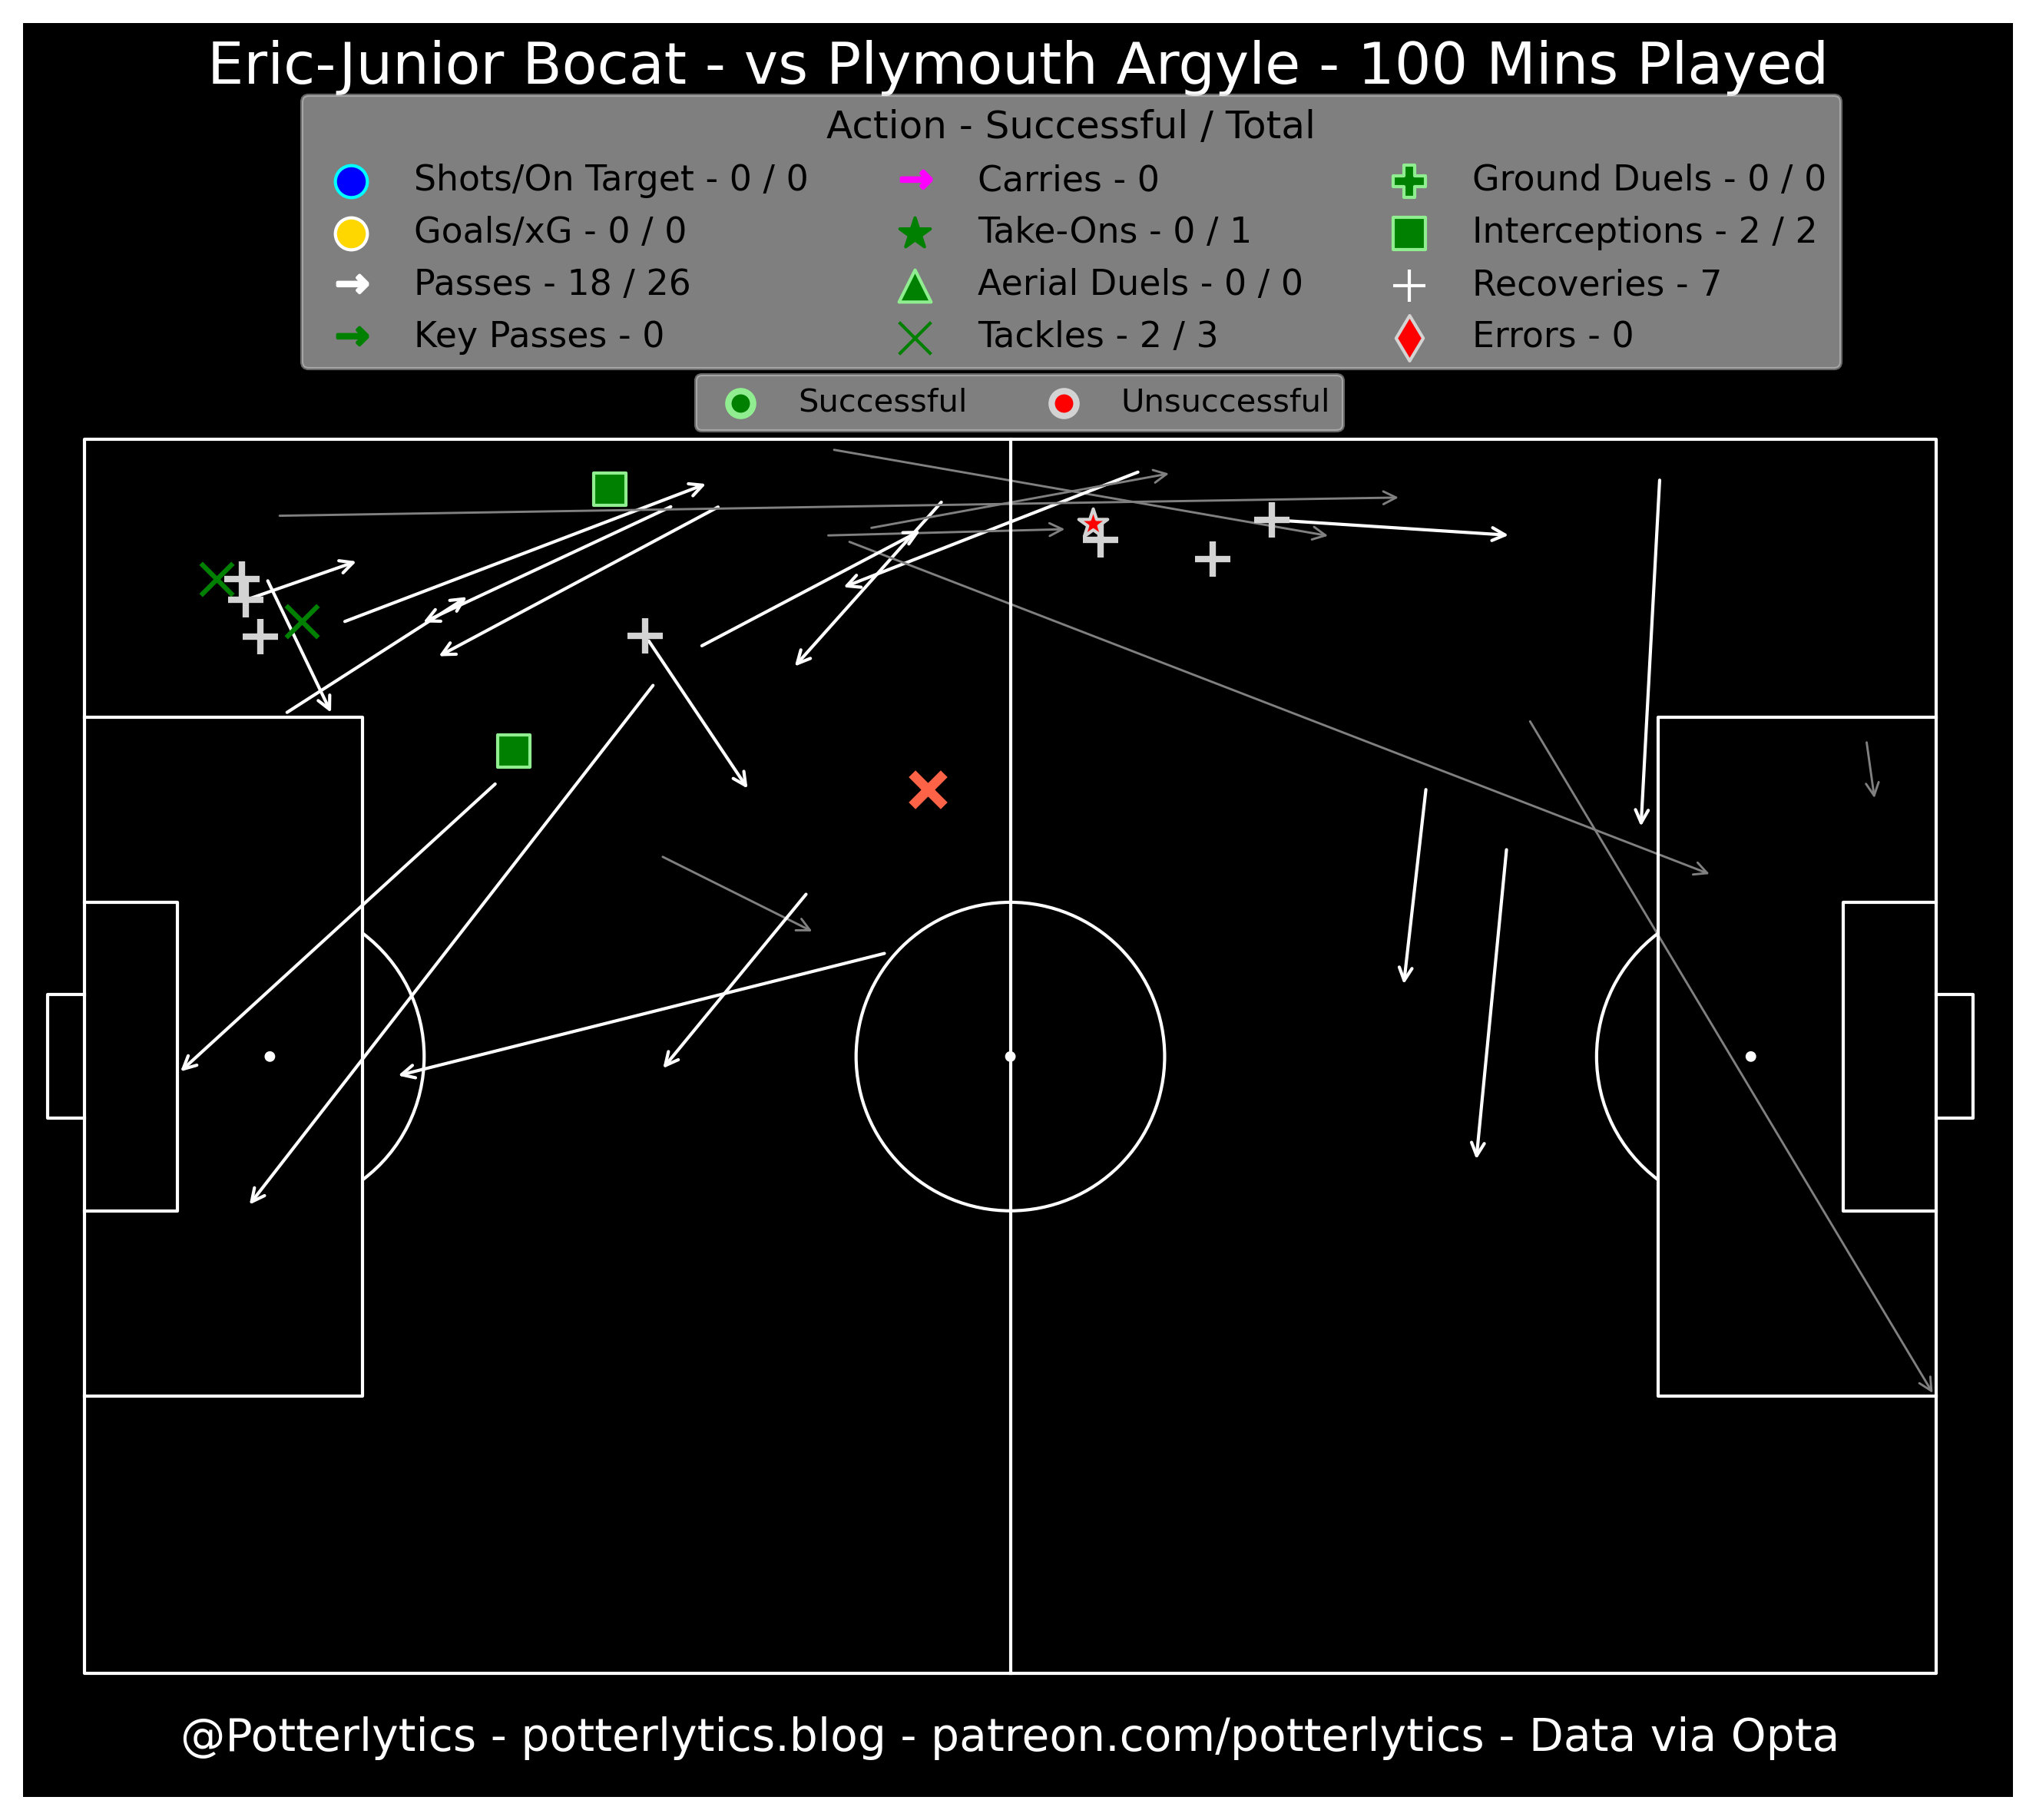 Eric-Junior Bocat - vs Plymouth Argyle - 100 Mins Played
Action - Successful / Total
Shots/On Target - 0 / 0
Goals/xG - 0 / 0
Passes - 18 / 26
Key Passes - 0
Carries - 0
Take-Ons - 0 / 1
Aerial Duels - 0 / 0
Tackles - 2 / 3
Ground Duels - 0 / 0
Interceptions - 2 / 2
Recoveries - 7
Errors - 0
Successful
Unsuccessful
@Potterlytics - potterlytics.blog - patreon.com/potterlytics - Data via Opta